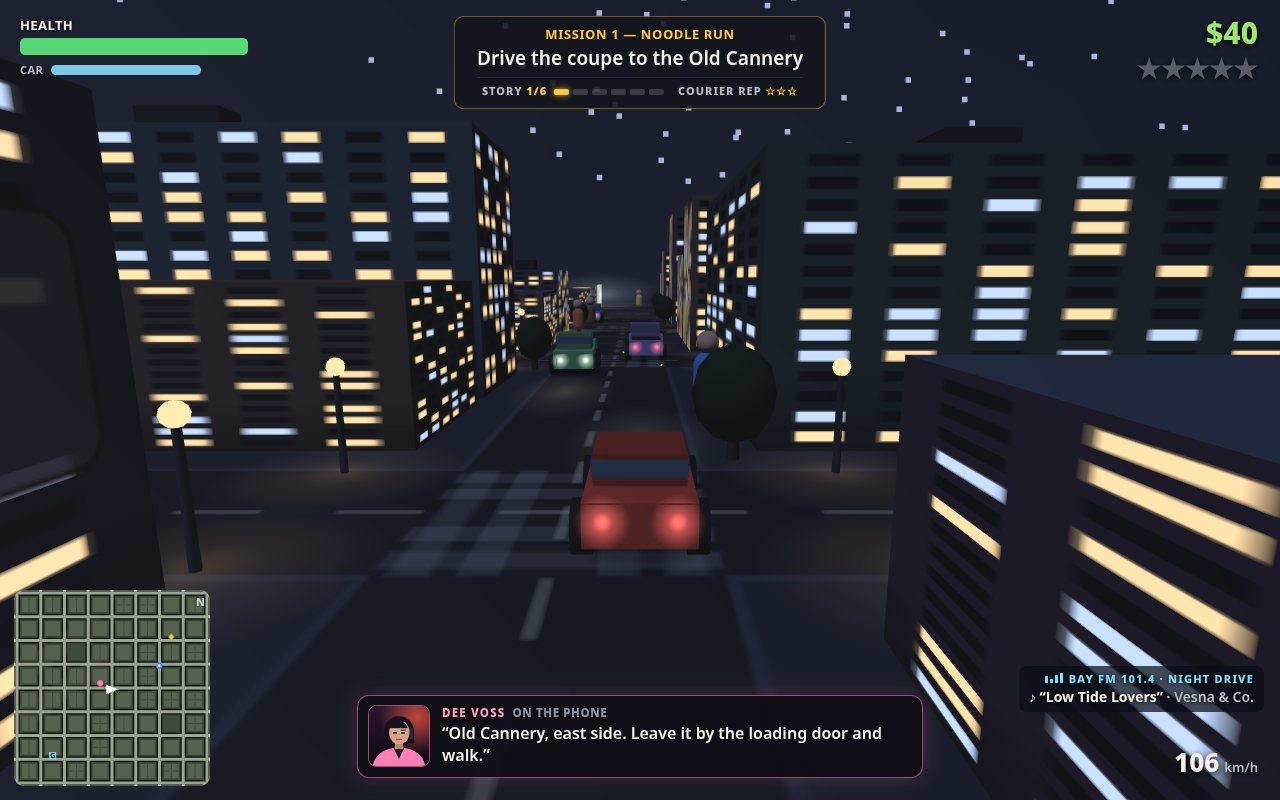 HEALTH
CAR
MISSION 1 — NOODLE RUN
Drive the coupe to the Old Cannery
STORY 1/6 COURIER REP ☆☆☆
$40
★★★★★
N
G
DEE VOSS ON THE PHONE
“Old Cannery, east side. Leave it by the loading door and
walk.”
BAY FM 101.4 · NIGHT DRIVE
♪ “Low Tide Lovers” · Vesna & Co.
106 km/h